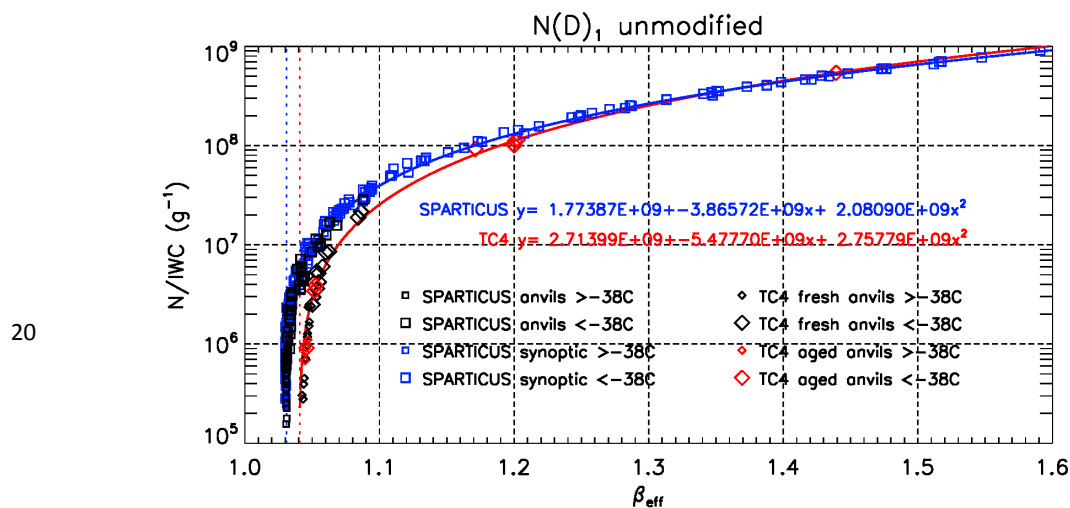 N(D)₁ unmodified
10⁹
10⁸
10⁷
10⁶
10⁵
N/IWC (g⁻¹)
SPARTICUS y= 1.77387E+09+−3.86572E+09x+ 2.08090E+09x²
TC4 y= 2.71399E+09+−5.47770E+09x+ 2.75779E+09x²
SPARTICUS anvils >−38C
SPARTICUS anvils <−38C
SPARTICUS synoptic >−38C
SPARTICUS synoptic <−38C
TC4 fresh anvils >−38C
TC4 fresh anvils <−38C
TC4 aged anvils >−38C
TC4 aged anvils <−38C
20
1.0 1.1 1.2 1.3 1.4 1.5 1.6
βeff